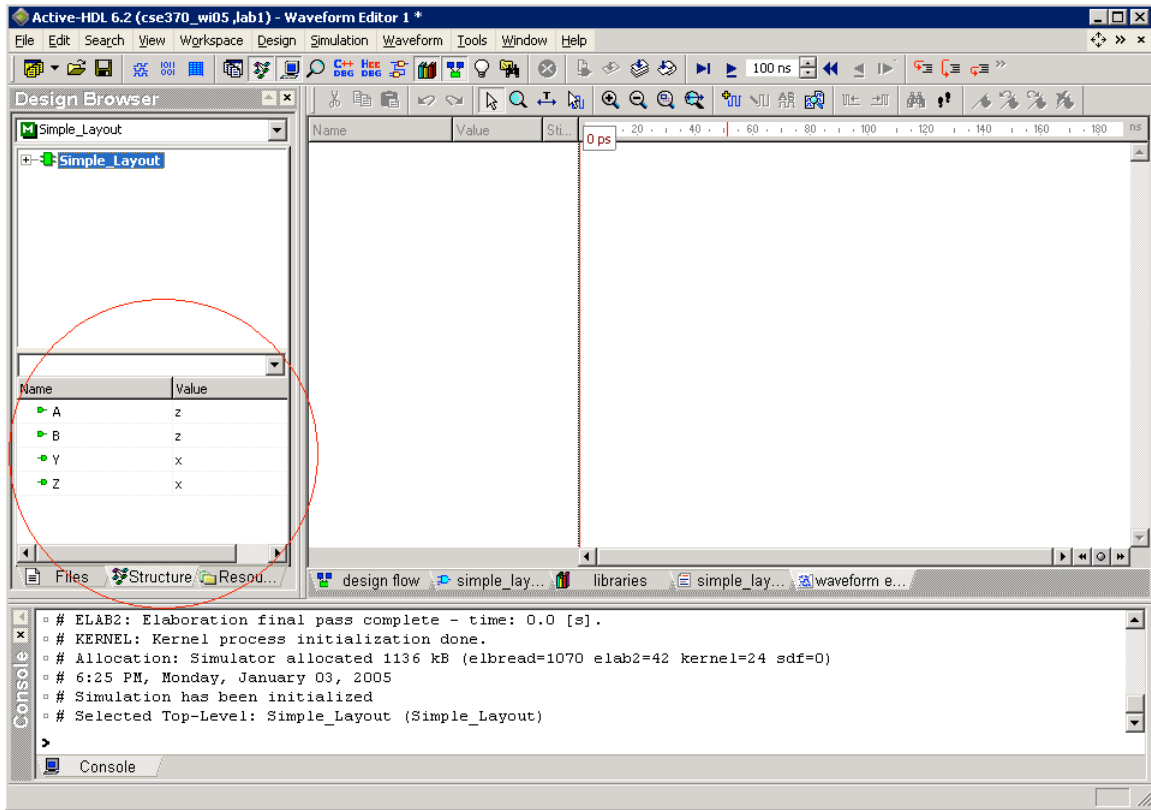 Active-HDL 6.2 (cse370_wi05 ,lab1) - Waveform Editor 1 *
File Edit Search View Workspace Design Simulation Waveform Tools Window Help
C++ DBG HEE DBG 100 ns
Design Browser
Simple_Layout
Simple_Layout
Name Value
A z
B z
Y x
Z x
Files Structure Resou...
Name Value Sti...
20 40 60 80 100 120 140 160 180 ns
0 ps
design flow simple_lay... libraries simple_lay... waveform e...
Console
# ELAB2: Elaboration final pass complete - time: 0.0 [s].
# KERNEL: Kernel process initialization done.
# Allocation: Simulator allocated 1136 kB (elbread=1070 elab2=42 kernel=24 sdf=0)
# 6:25 PM, Monday, January 03, 2005
# Simulation has been initialized
# Selected Top-Level: Simple_Layout (Simple_Layout)
>
Console